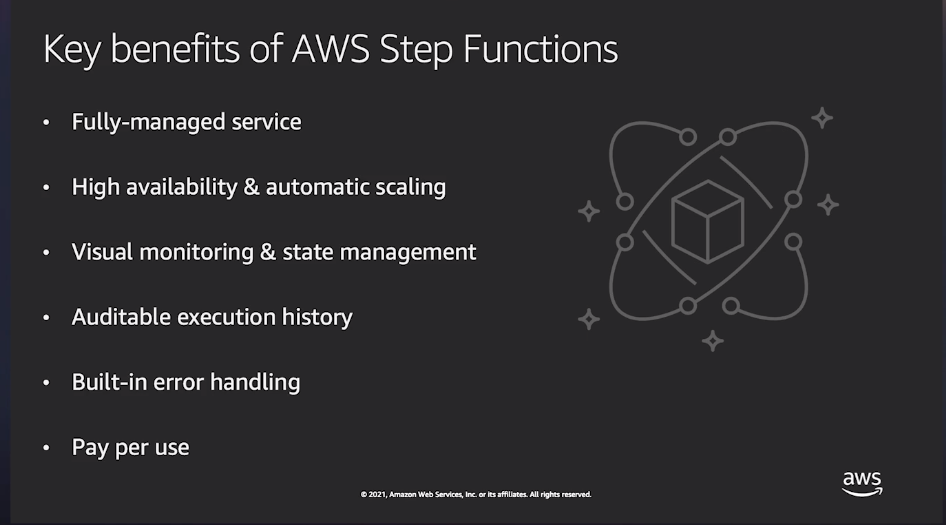 Key benefits of AWS Step Functions
• Fully-managed service
• High availability & automatic scaling
• Visual monitoring & state management
• Auditable execution history
• Built-in error handling
• Pay per use
© 2021, Amazon Web Services, Inc. or its affiliates. All rights reserved.
aws